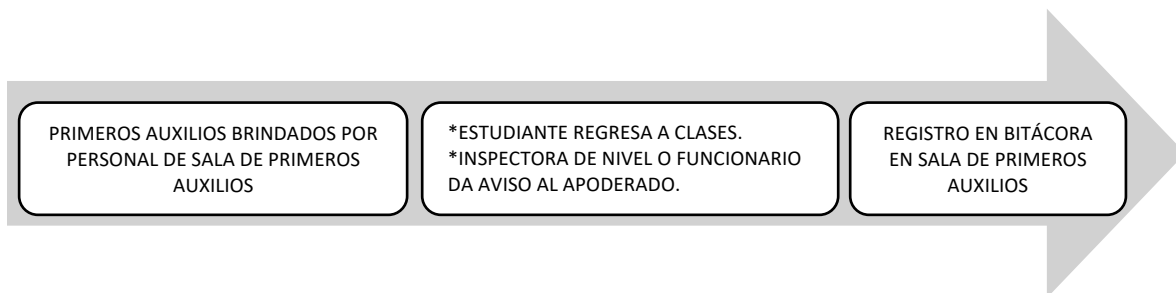 PRIMEROS AUXILIOS BRINDADOS POR
PERSONAL DE SALA DE PRIMEROS
AUXILIOS
*ESTUDIANTE REGRESA A CLASES.
*INSPECTORA DE NIVEL O FUNCIONARIO
DA AVISO AL APODERADO.
REGISTRO EN BITÁCORA
EN SALA DE PRIMEROS
AUXILIOS